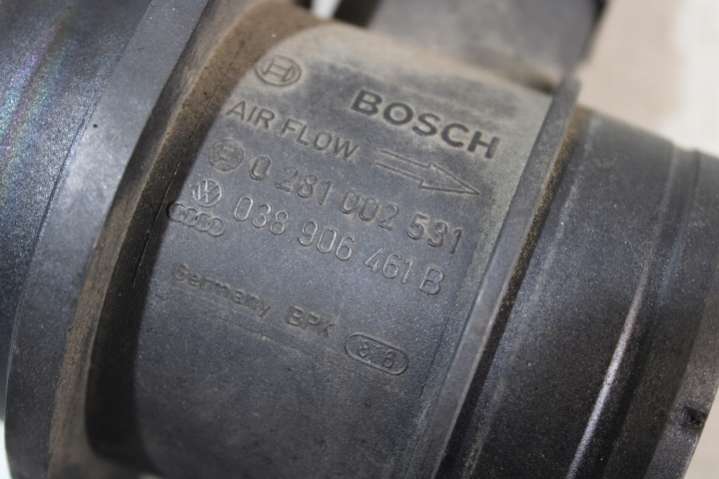 BOSCH
AIR FLOW
0 281 002 531
038 906 461 B
Germany BPK